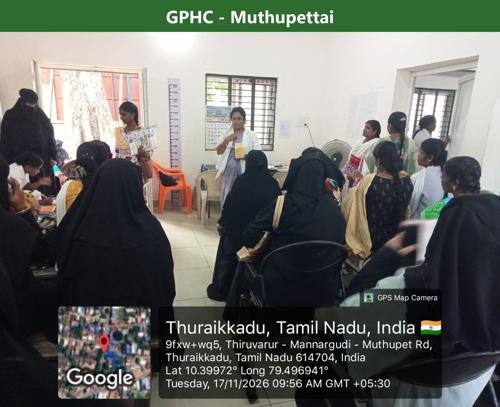 GPHC - Muthupettai
GPS Map Camera
Thuraikkadu, Tamil Nadu, India
9fxw+wq5, Thiruvarur - Mannargudi - Muthupet Rd,
Thuraikkadu, Tamil Nadu 614704, India
Lat 10.39972° Long 79.496941°
Tuesday, 17/11/2026 09:56 AM GMT +05:30
Google